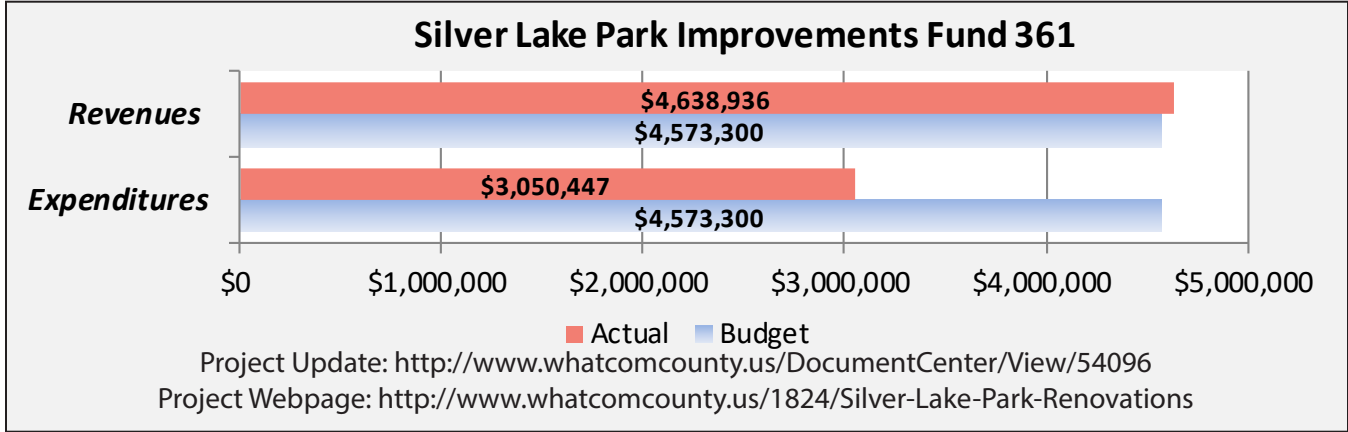 Silver Lake Park Improvements Fund 361
Revenues
$4,638,936
$4,573,300
Expenditures
$3,050,447
$4,573,300
$0 $1,000,000 $2,000,000 $3,000,000 $4,000,000 $5,000,000
Actual Budget
Project Update: http://www.whatcomcounty.us/DocumentCenter/View/54096
Project Webpage: http://www.whatcomcounty.us/1824/Silver-Lake-Park-Renovations